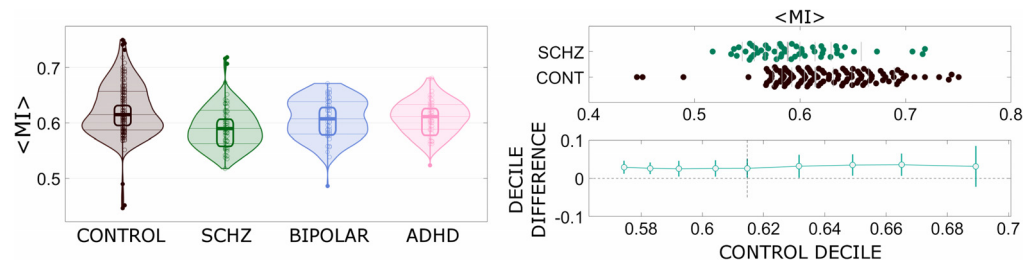 <MI>
0.7
0.6
0.5
CONTROL SCHZ BIPOLAR ADHD
<MI>
SCHZ
CONT
0.4 0.5 0.6 0.7 0.8
DECILE
DIFFERENCE
0.1
0
-0.1
0.58 0.6 0.62 0.64 0.66 0.68 0.7
CONTROL DECILE